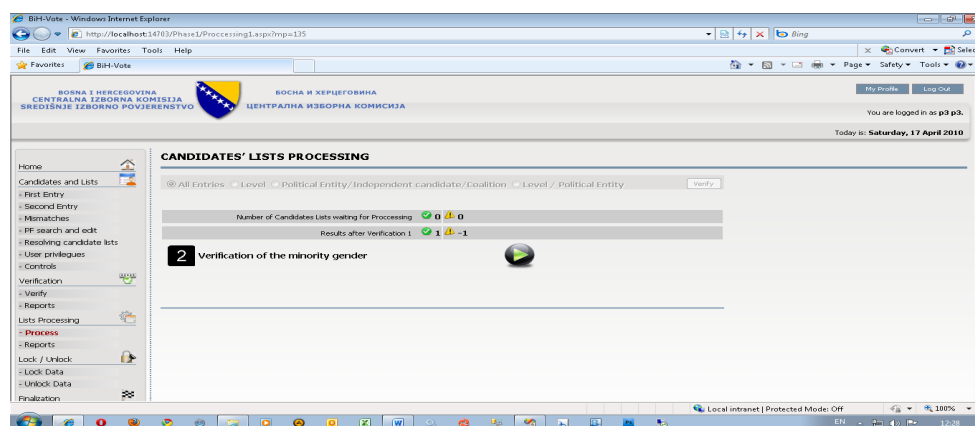 BiH-Vote - Windows Internet Explorer
http://localhost:14703/Phase1/Proccessing1.aspx?mp=135
Bing
File Edit View Favorites Tools Help
Convert
Favorites BiH-Vote
Page Safety Tools
BOSNA I HERCEGOVINA
CENTRALNA IZBORNA KOMISIJA
SREDIŠNJE IZBORNO POVJERENSTVO
БОСНА И ХЕРЦЕГОВИНА
ЦЕНТРАЛНА ИЗБОРНА КОМИСИЈА
My Profile Log Out
You are logged in as p3 p3.
Today is: Saturday, 17 April 2010
Home
Candidates and Lists
- First Entry
- Second Entry
- Mismatches
- PF search and edit
- Resolving candidate lists
- User privilegues
- Controls
Verification
- Verify
- Reports
Lists Processing
- Process
- Reports
Lock / Unlock
- Lock Data
- Unlock Data
Finalization
CANDIDATES' LISTS PROCESSING
All Entries Level Political Entity/Independent candidate/Coalition Level / Political Entity Verify
Number of Candidates Lists waiting for Proccessing 0 0
Results after Verification 1 1 -1
2 Verification of the minority gender
Local intranet | Protected Mode: Off 100%
EN 12:28